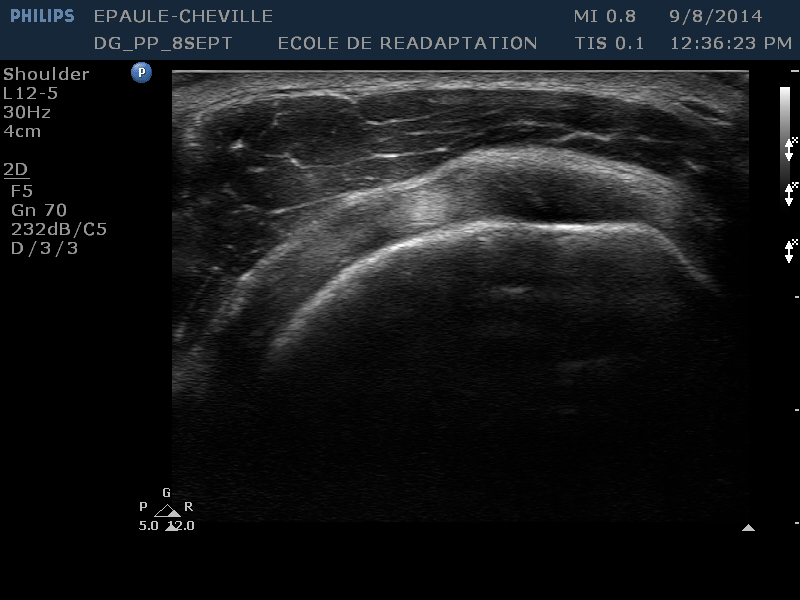 PHILIPS EPAULE-CHEVILLE MI 0.8 9/8/2014
DG_PP_8SEPT ECOLE DE READAPTATION TIS 0.1 12:36:23 PM
Shoulder
L12-5
30Hz
4cm
2D
F5
Gn 70
232dB/C5
D/3/3
P
G
P R
5.0 12.0